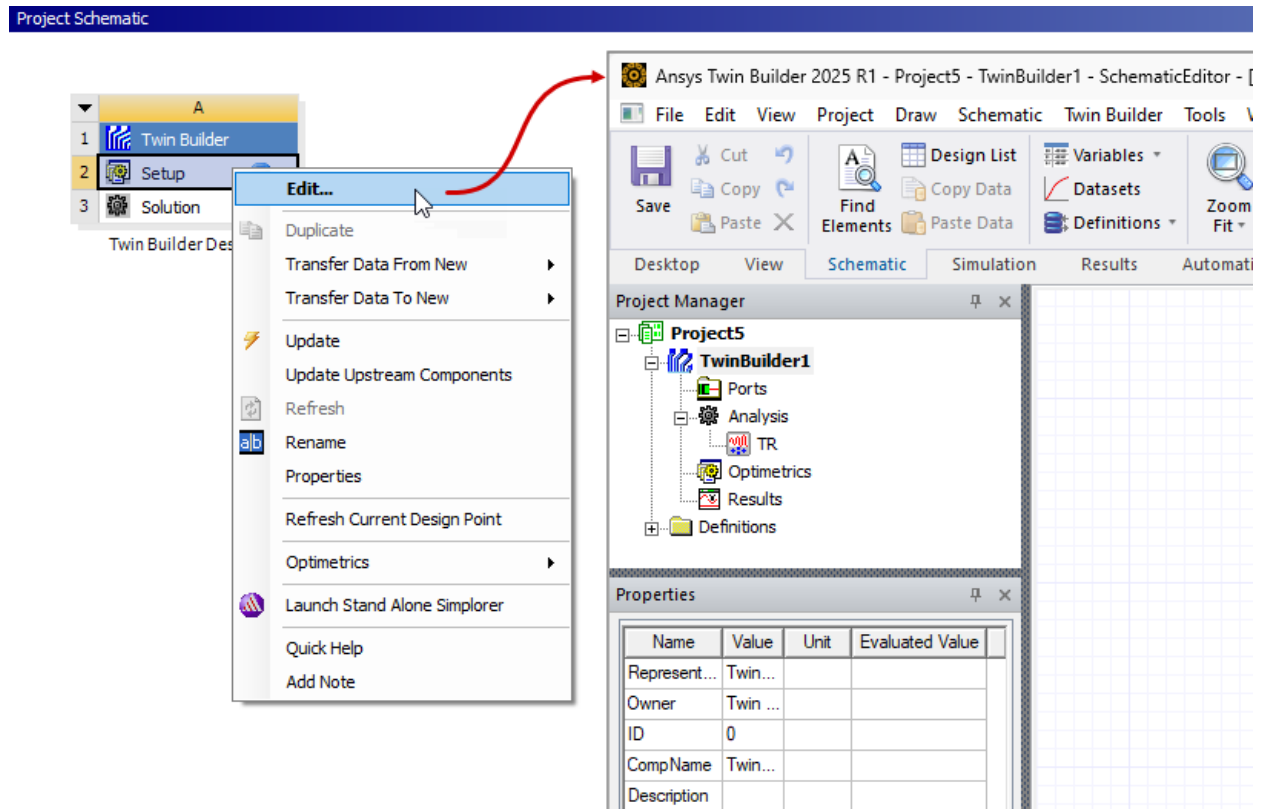 Project Schematic
A
1 Twin Builder
2 Setup
3 Solution
Twin Builder Des
Edit...
Duplicate
Transfer Data From New
Transfer Data To New
Update
Update Upstream Components
Refresh
a|b Rename
Properties
Refresh Current Design Point
Optimetrics
Launch Stand Alone Simplorer
Quick Help
Add Note
Ansys Twin Builder 2025 R1 - Project5 - TwinBuilder1 - SchematicEditor - [
File Edit View Project Draw Schematic Twin Builder Tools
Save
Cut
Copy
Paste
Find
Elements
Design List
Copy Data
Paste Data
Variables
Datasets
Definitions
Zoom
Fit
Desktop View Schematic Simulation Results Automati
Project Manager
Project5
TwinBuilder1
Ports
Analysis
TR
Optimetrics
Results
Definitions
Properties
Name Value Unit Evaluated Value
Represent... Twin...
Owner Twin ...
ID 0
CompName Twin...
Description